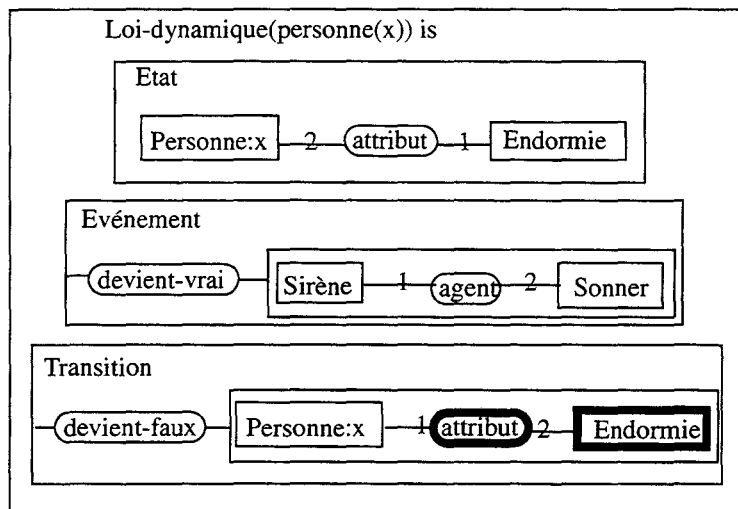 Loi-dynamique(personne(x)) is
Etat
Personne:x 2 attribut 1 Endormie
Evénement
devient-vrai Sirène 1 agent 2 Sonner
Transition
devient-faux Personne:x 1 attribut 2 Endormie